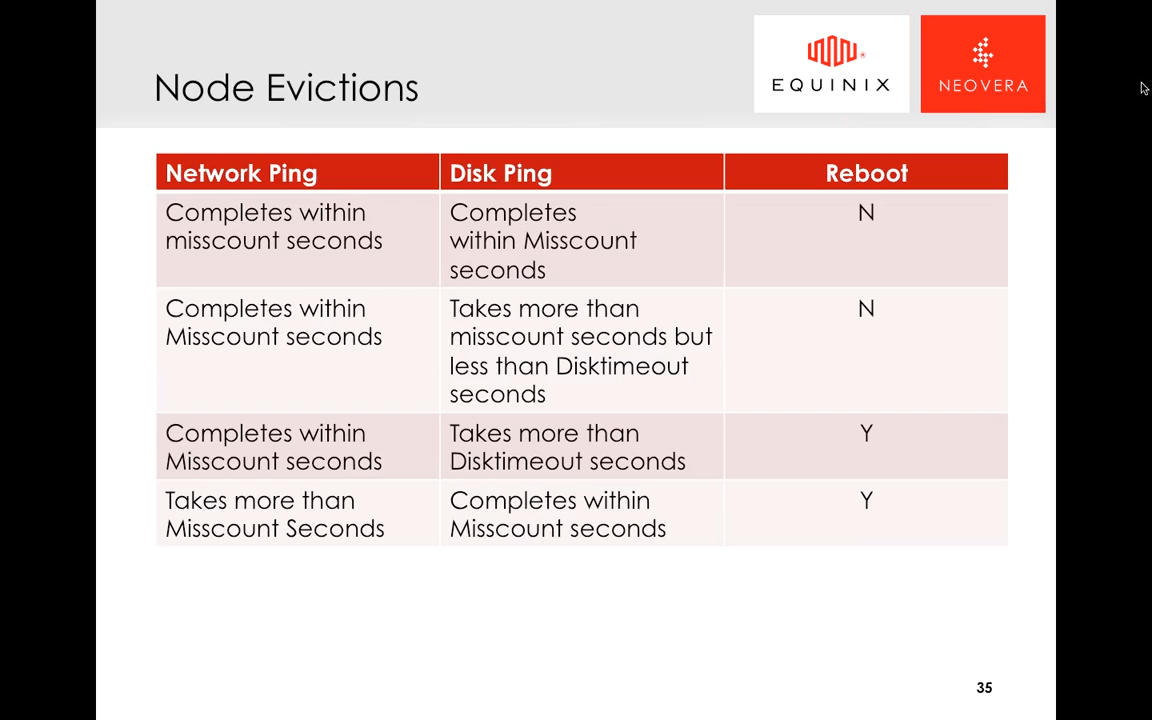 Node Evictions
EQUINIX
NEOVERA
Network Ping
Disk Ping
Reboot
Completes within
misscount seconds
Completes
within Misscount
seconds
N
Completes within
Misscount seconds
Takes more than
misscount seconds but
less than Disktimeout
seconds
N
Completes within
Misscount seconds
Takes more than
Disktimeout seconds
Y
Takes more than
Misscount Seconds
Completes within
Misscount seconds
Y
35